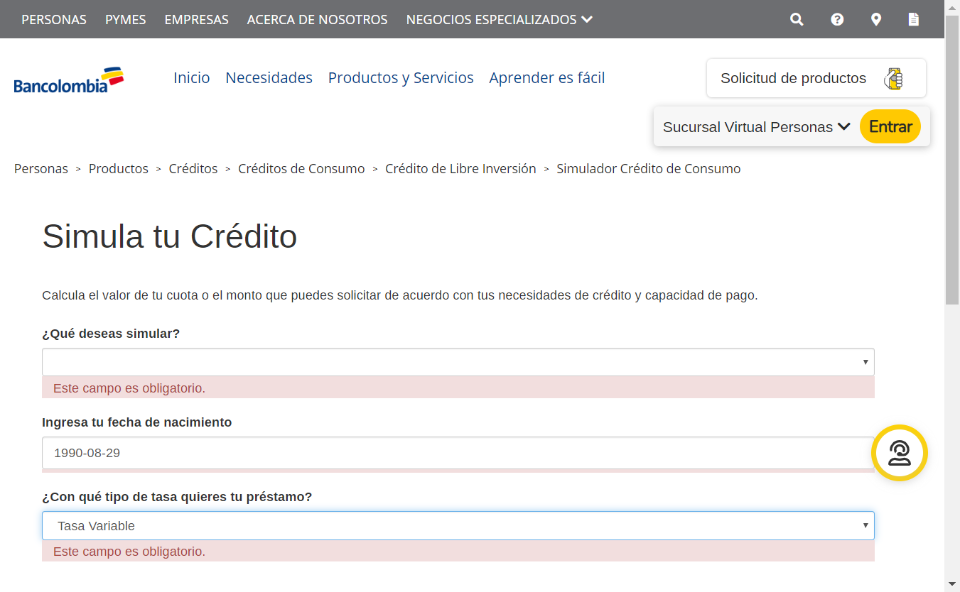 PERSONAS PYMES EMPRESAS ACERCA DE NOSOTROS NEGOCIOS ESPECIALIZADOS
Bancolombia Inicio Necesidades Productos y Servicios Aprender es fácil Solicitud de productos
Sucursal Virtual Personas Entrar
Personas > Productos > Créditos > Créditos de Consumo > Crédito de Libre Inversión > Simulador Crédito de Consumo
Simula tu Crédito
Calcula el valor de tu cuota o el monto que puedes solicitar de acuerdo con tus necesidades de crédito y capacidad de pago.
¿Qué deseas simular?
Este campo es obligatorio.
Ingresa tu fecha de nacimiento
1990-08-29
¿Con qué tipo de tasa quieres tu préstamo?
Tasa Variable
Este campo es obligatorio.